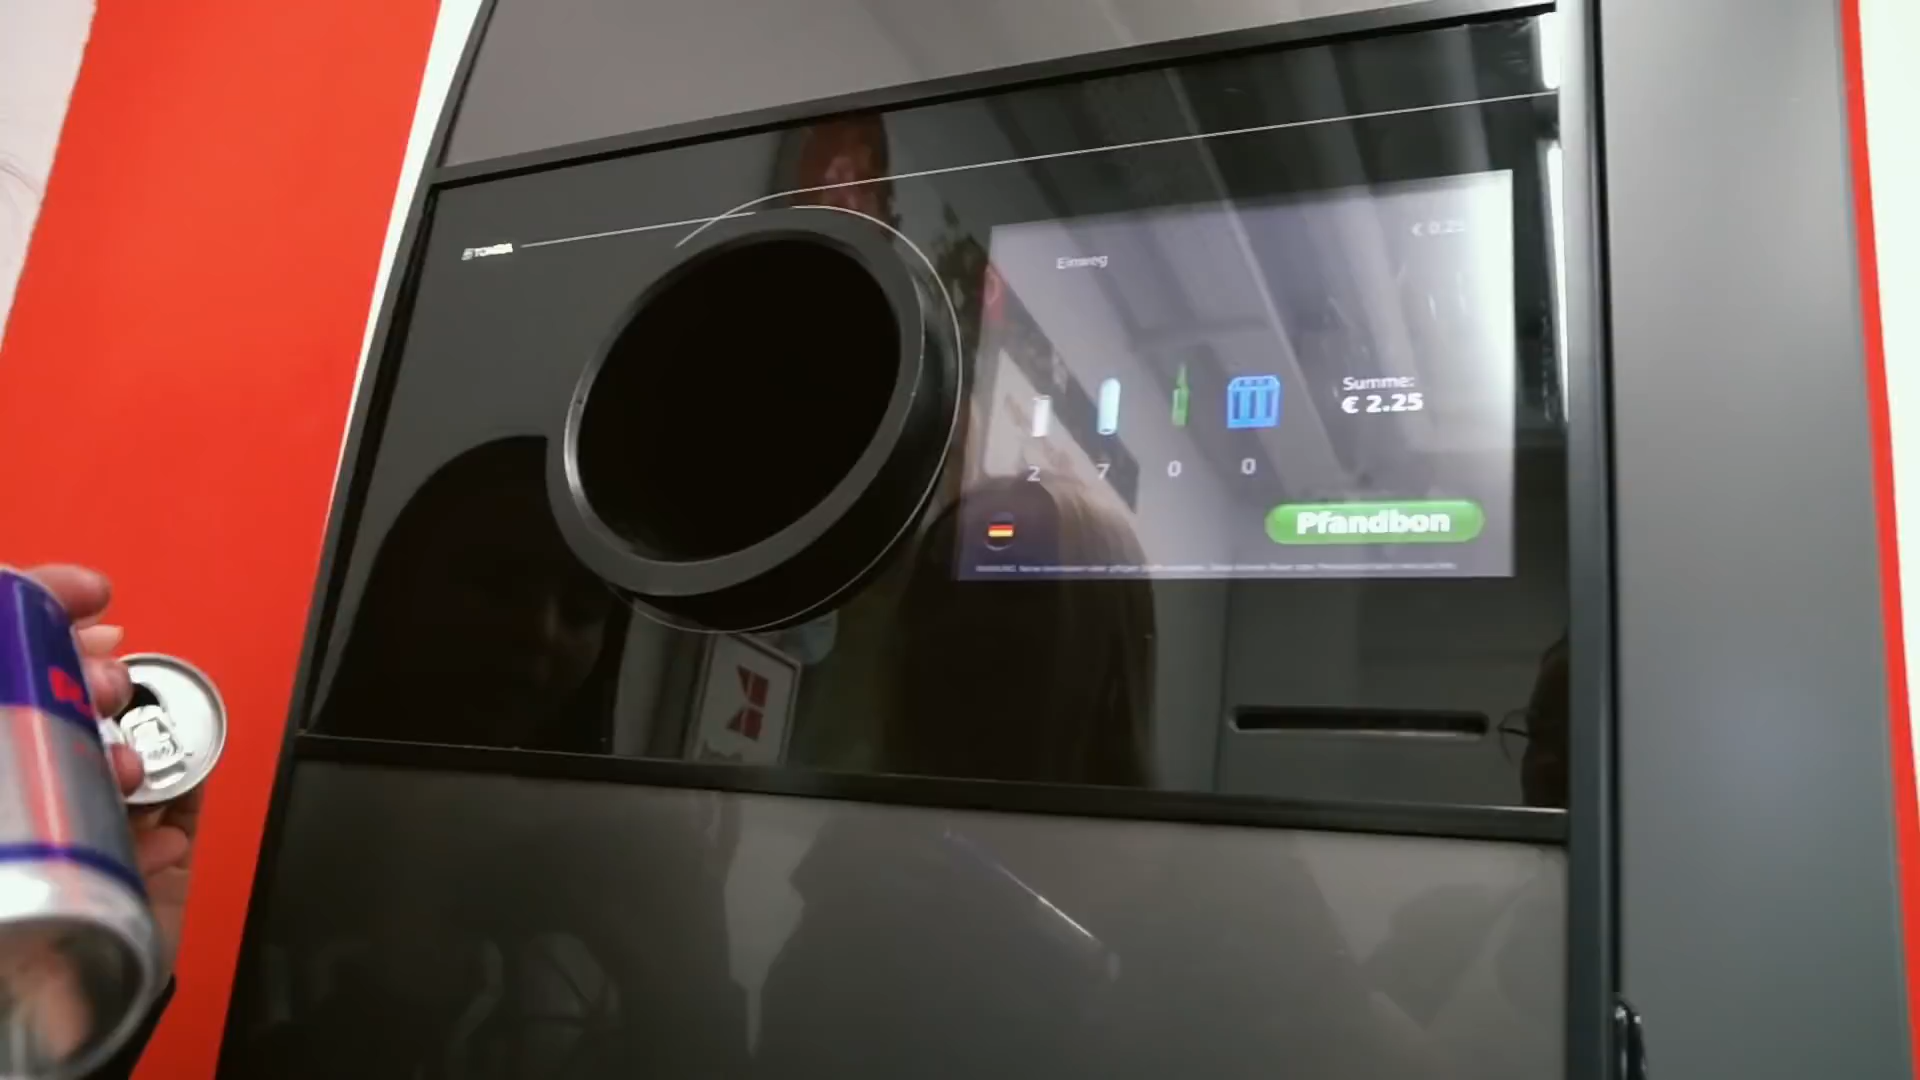 TOMRA
€ 0.25
Einweg
Summe:
€ 2.25
2 7 0 0
Pfandbon